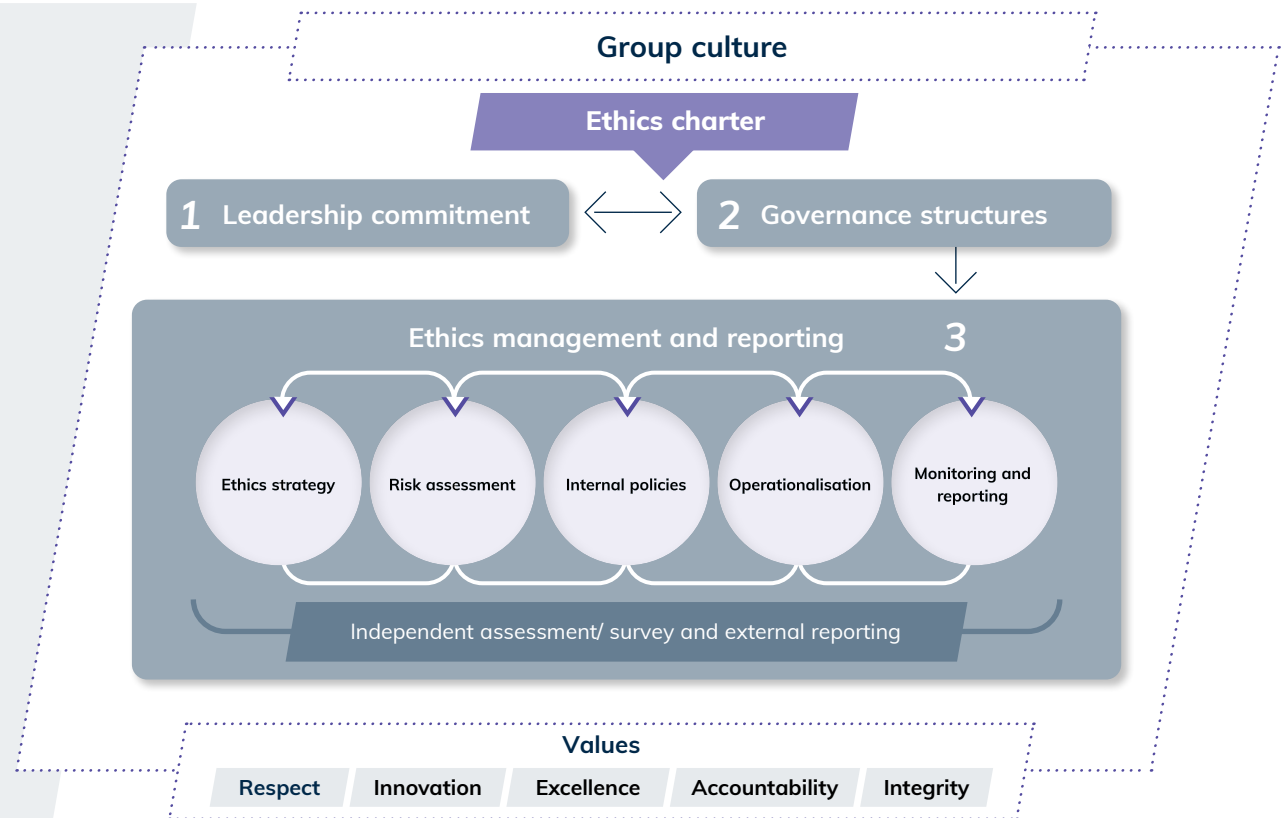 Group culture
Ethics charter
1 Leadership commitment
2 Governance structures
Ethics management and reporting 3
Ethics strategy
Risk assessment
Internal policies
Operationalisation
Monitoring and
reporting
Independent assessment/ survey and external reporting
Values
Respect
Innovation
Excellence
Accountability
Integrity